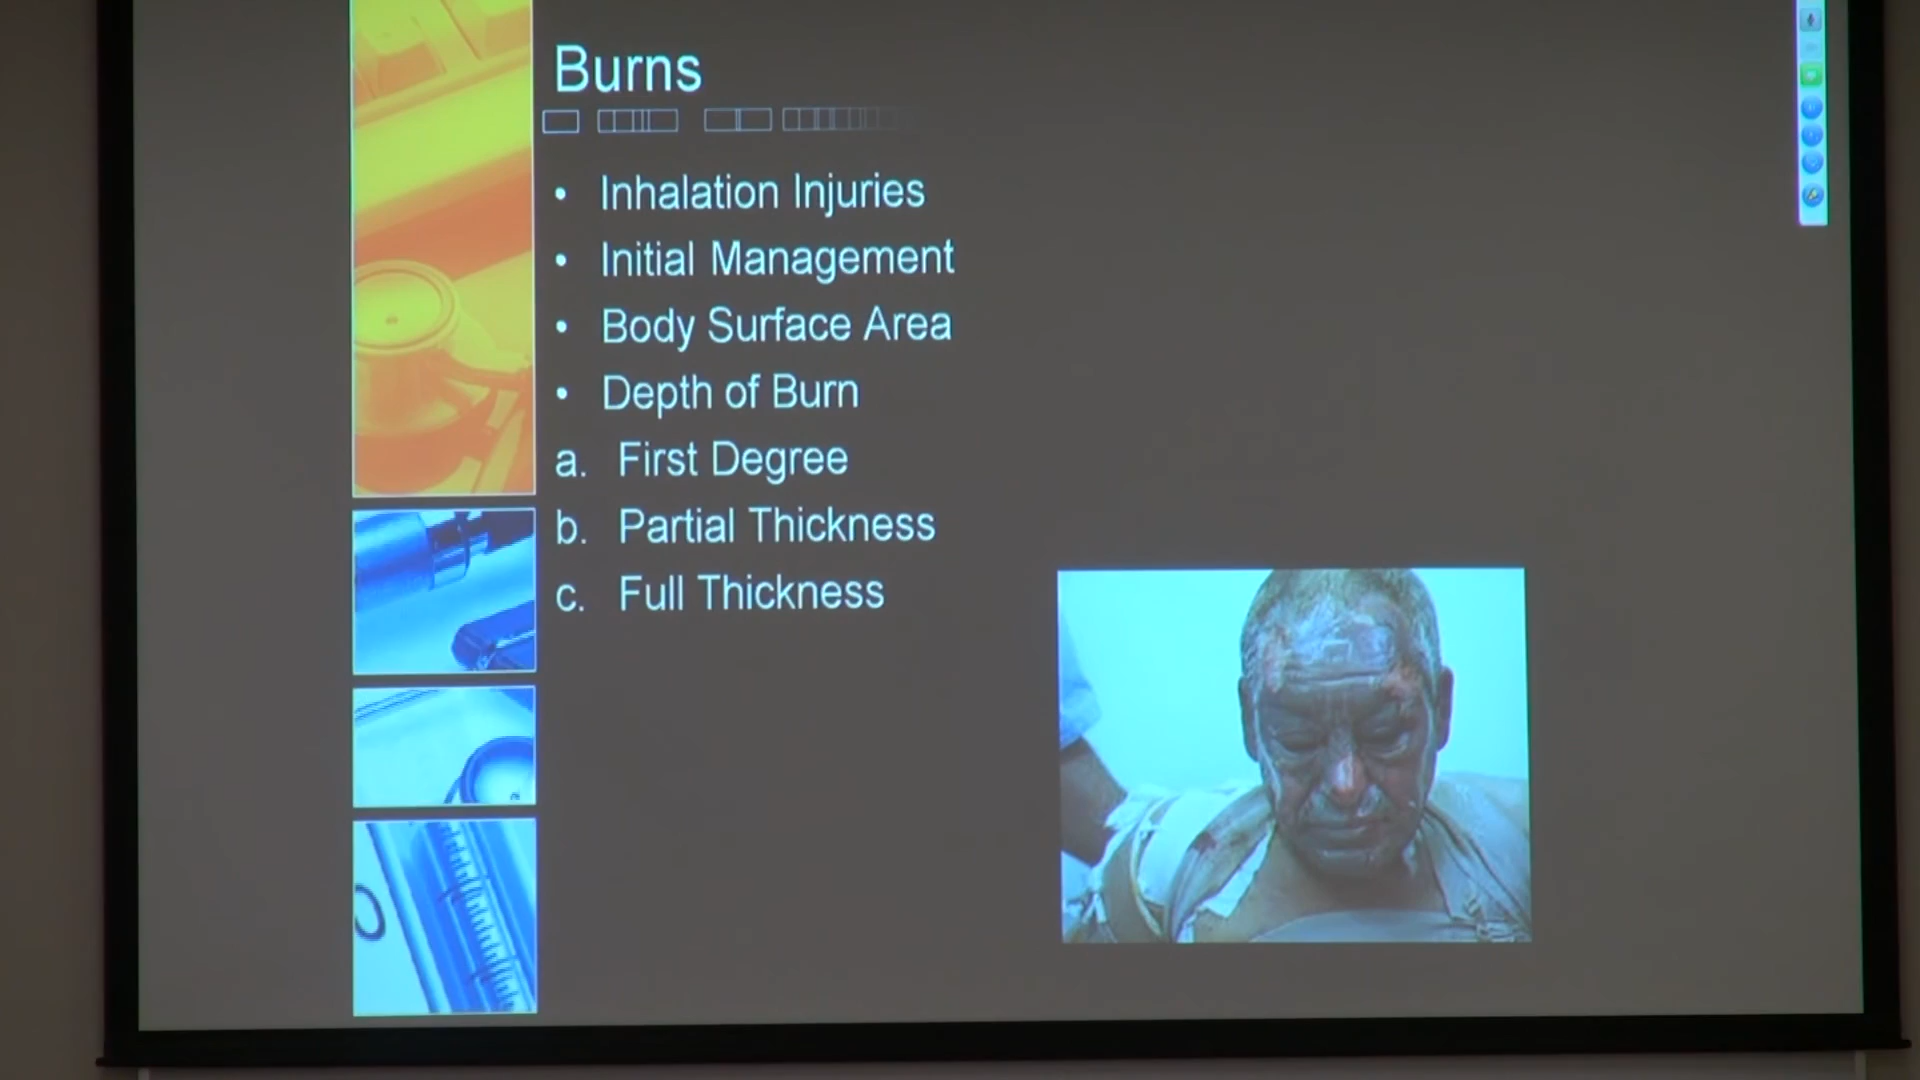 Burns
• Inhalation Injuries
• Initial Management
• Body Surface Area
• Depth of Burn
a. First Degree
b. Partial Thickness
c. Full Thickness